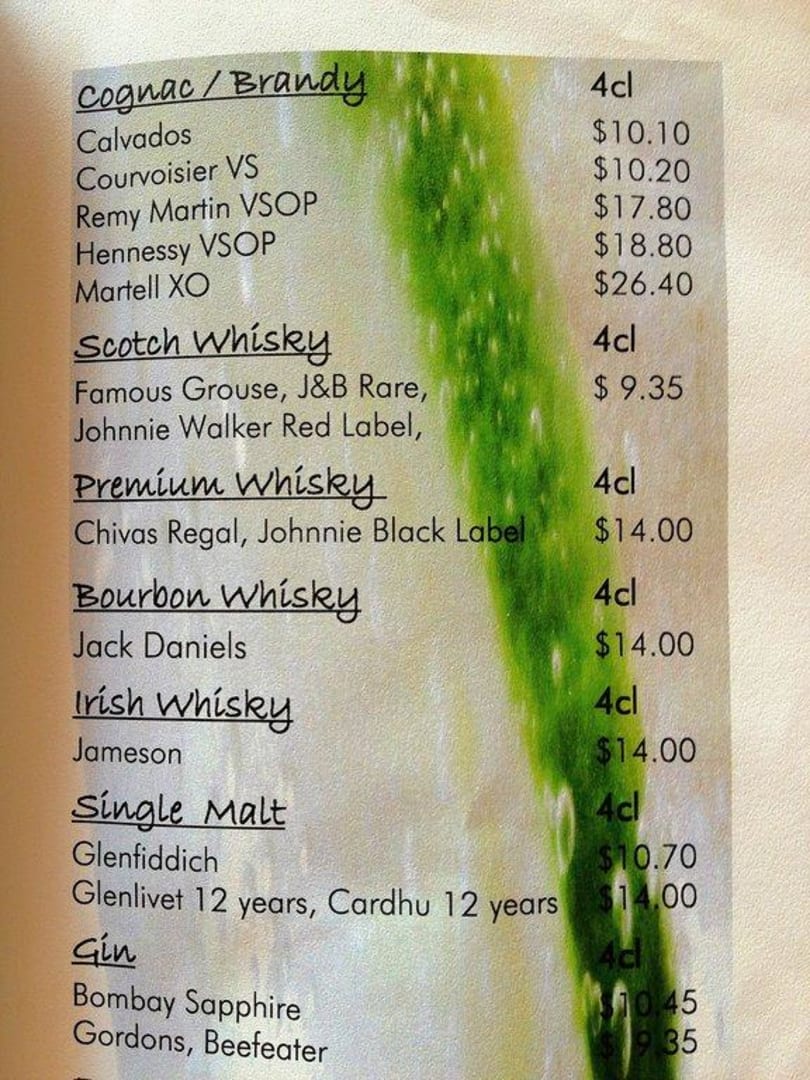 Cognac / Brandy 4cl
Calvados $10.10
Courvoisier VS $10.20
Remy Martin VSOP $17.80
Hennessy VSOP $18.80
Martell XO $26.40
Scotch Whisky 4cl
Famous Grouse, J&B Rare, $ 9.35
Johnnie Walker Red Label,
Premium Whisky 4cl
Chivas Regal, Johnnie Black Label $14.00
Bourbon Whisky 4cl
Jack Daniels $14.00
Irish Whisky 4cl
Jameson $14.00
Single Malt 4cl
Glenfiddich $10.70
Glenlivet 12 years, Cardhu 12 years $14.00
Gin 4cl
Bombay Sapphire $10.45
Gordons, Beefeater $ 9.35